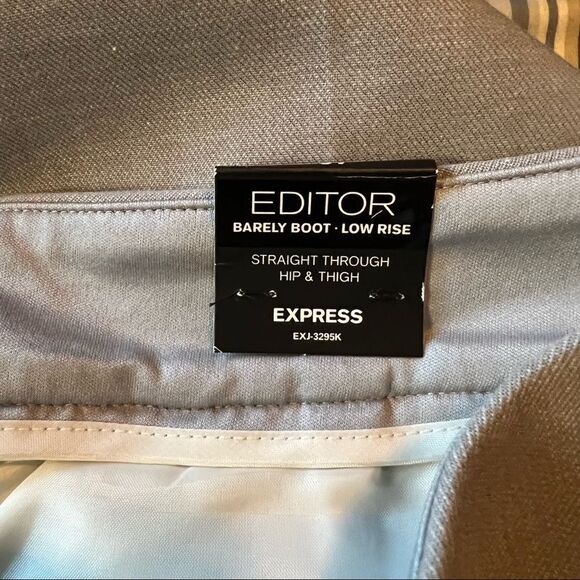 EDITOR
BARELY BOOT · LOW RISE
STRAIGHT THROUGH
HIP & THIGH
EXPRESS
EXJ-3295K